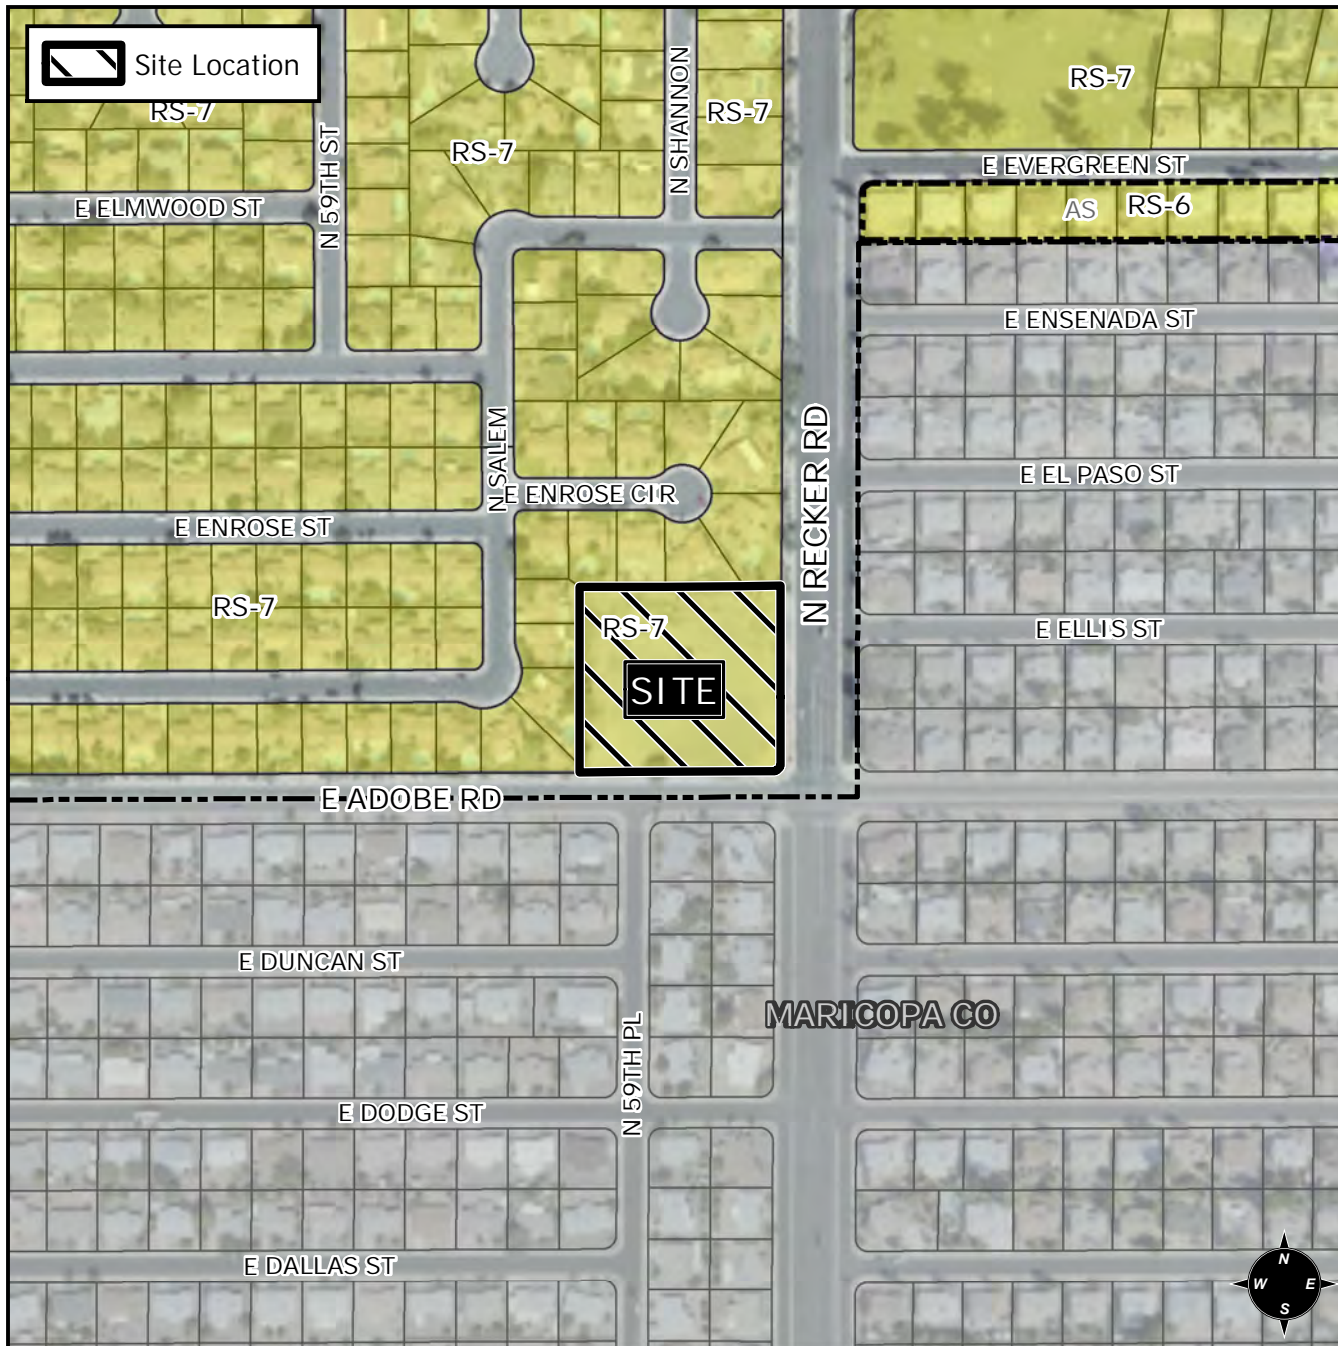 Site Location
RS-7
RS-7
RS-7
RS-7
N SHANNON
N 59TH ST
E EVERGREEN ST
E ELMWOOD ST
AS
RS-6
E ENSENADA ST
N SALEM
N RECKER RD
E EL PASO ST
E ENROSE CIR
E ENROSE ST
RS-7
RS-7
E ELLIS ST
SITE
E ADOBE RD
E DUNCAN ST
MARICOPA CO
N 59TH PL
E DODGE ST
E DALLAS ST
N
W E
S